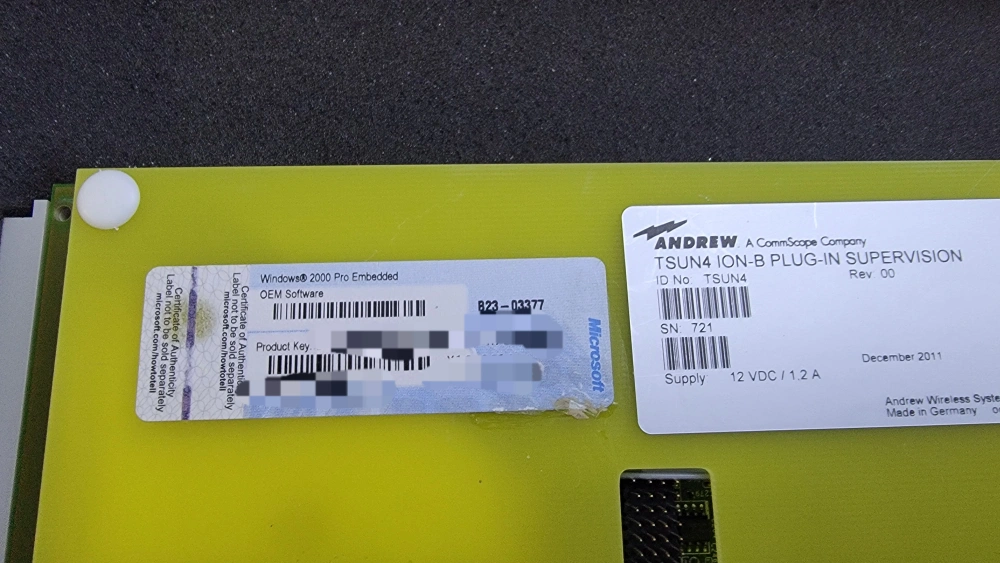 Certificate of Authenticity
Label not to be sold separately
microsoft.com/howtotell
Certificate of Authenticity
Label not to be sold separately
microsoft.com/howtotell
Windows® 2000 Pro Embedded
OEM Software
B23-03377
Product Key
Microsoft
ANDREW. A CommScope Company
TSUN4 ION-B PLUG-IN SUPERVISION
ID No. TSUN4
Rev 00
SN: 721
December 2011
Supply 12 VDC / 1,2 A
Andrew Wireless
Made in Germany